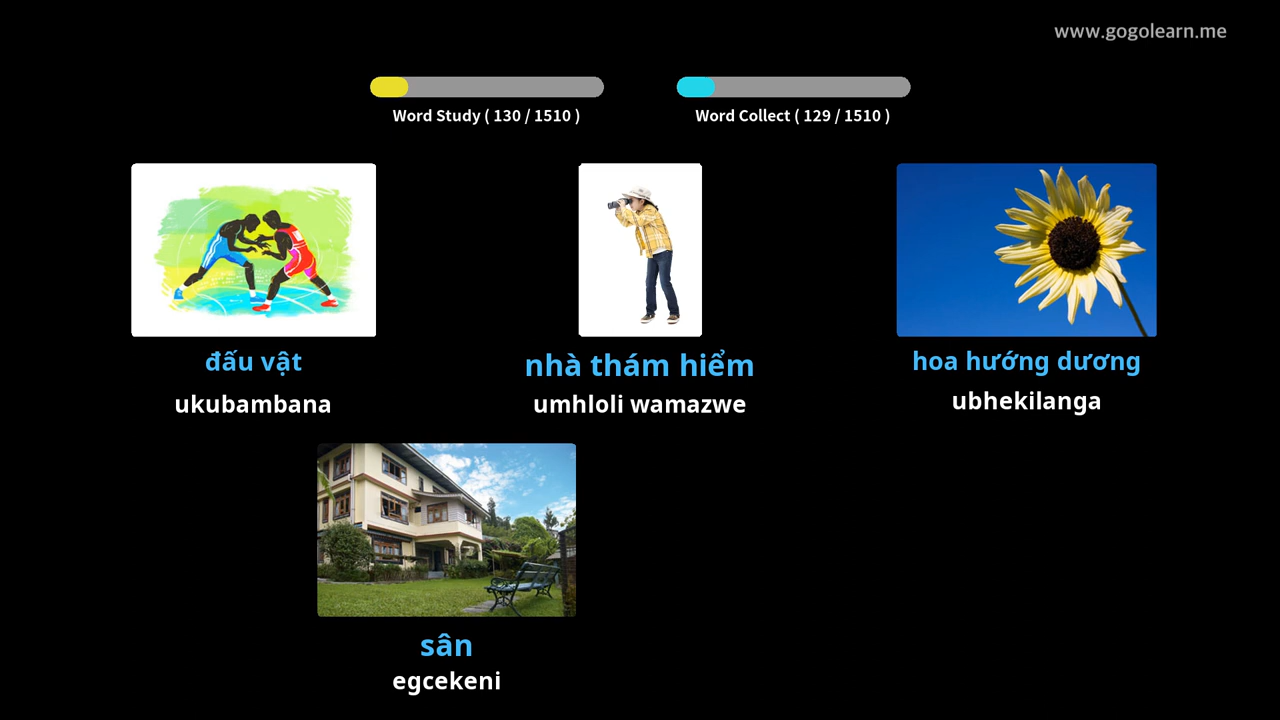 www.gogolearn.me
Word Study ( 130 / 1510 )
Word Collect ( 129 / 1510 )
đấu vật
ukubambana
nhà thám hiểm
umhloli wamazwe
hoa hướng dương
ubhekilanga
sân
egcekeni